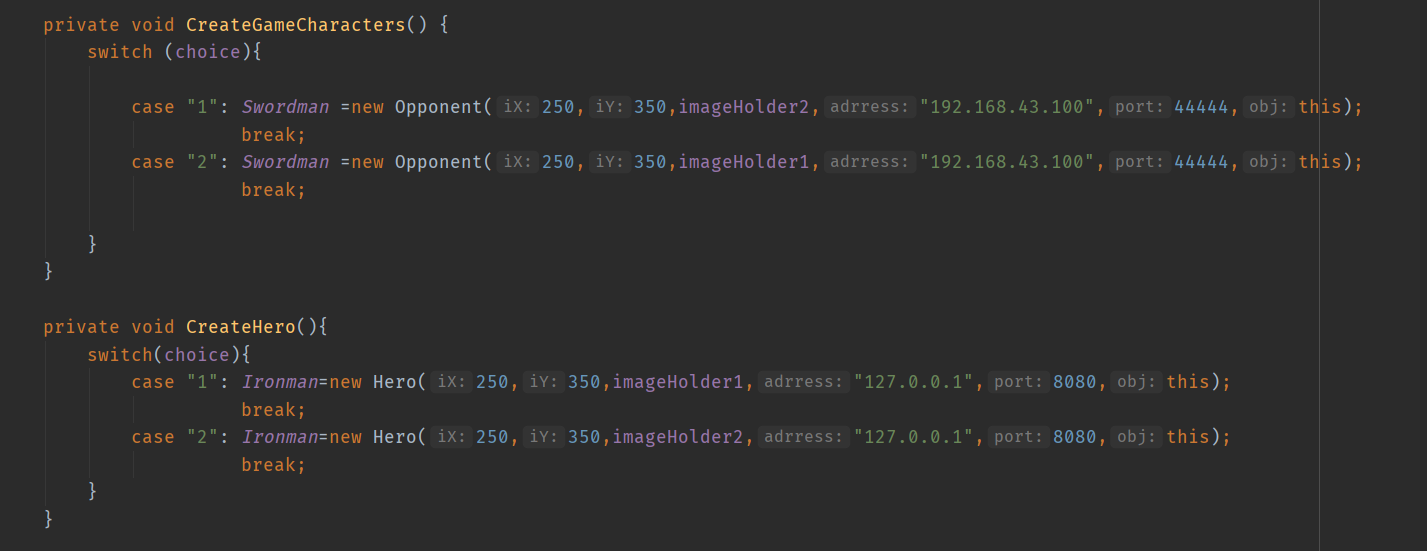 private void CreateGameCharacters() {
switch (choice){
case "1": Swordman =new Opponent( iX: 250, iY: 350,imageHolder2, adrress: "192.168.43.100", port: 44444, obj: this);
break;
case "2": Swordman =new Opponent( iX: 250, iY: 350,imageHolder1, adrress: "192.168.43.100", port: 44444, obj: this);
break;
}
}
private void CreateHero(){
switch(choice){
case "1": Ironman=new Hero( iX: 250, iY: 350,imageHolder1, adrress: "127.0.0.1", port: 8080, obj: this);
break;
case "2": Ironman=new Hero( iX: 250, iY: 350,imageHolder2, adrress: "127.0.0.1", port: 8080, obj: this);
break;
}
}